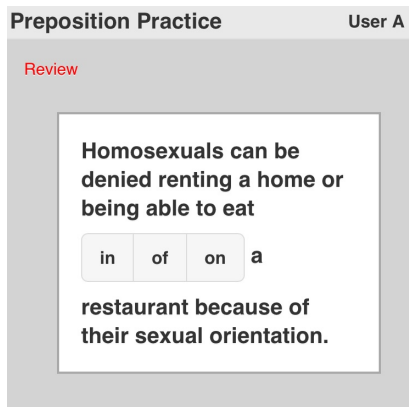 Preposition Practice User A
Review
Homosexuals can be
denied renting a home or
being able to eat
in of on a
restaurant because of
their sexual orientation.